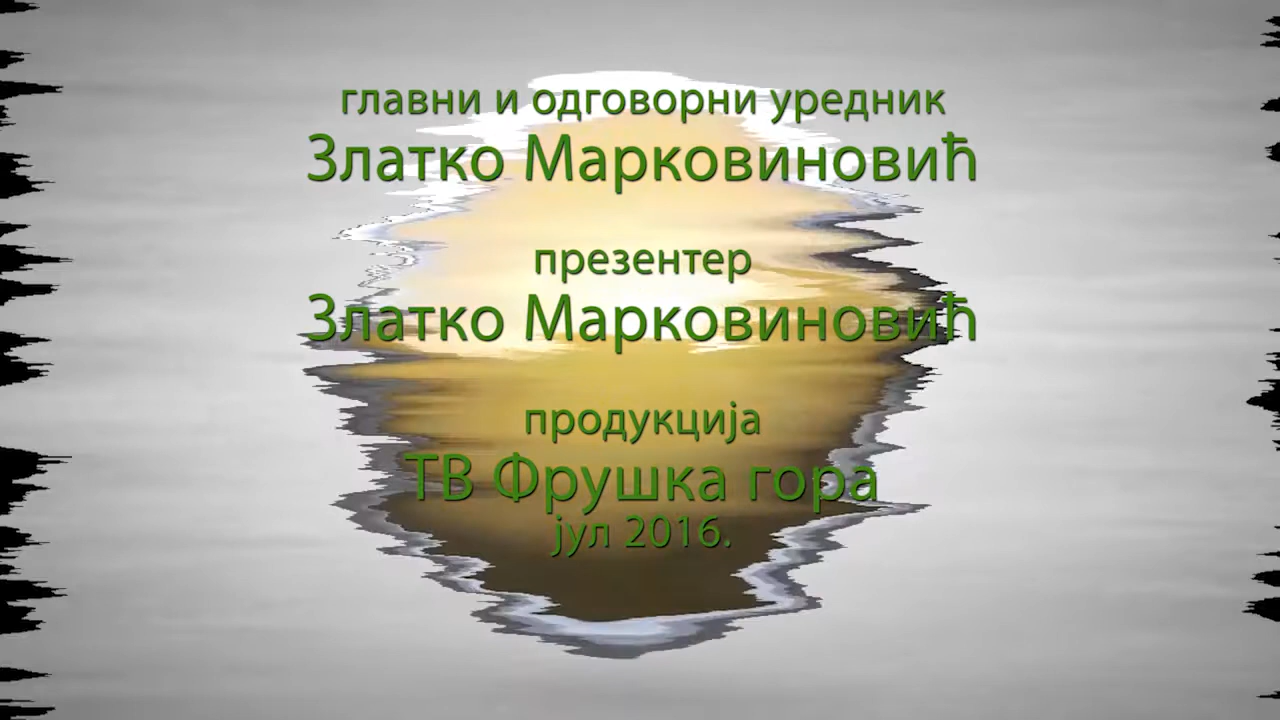 главни и одговорни уредник
Златко Марковиновић
презентер
Златко Марковиновић
продукција
ТВ Фрушка гора
јул 2016.